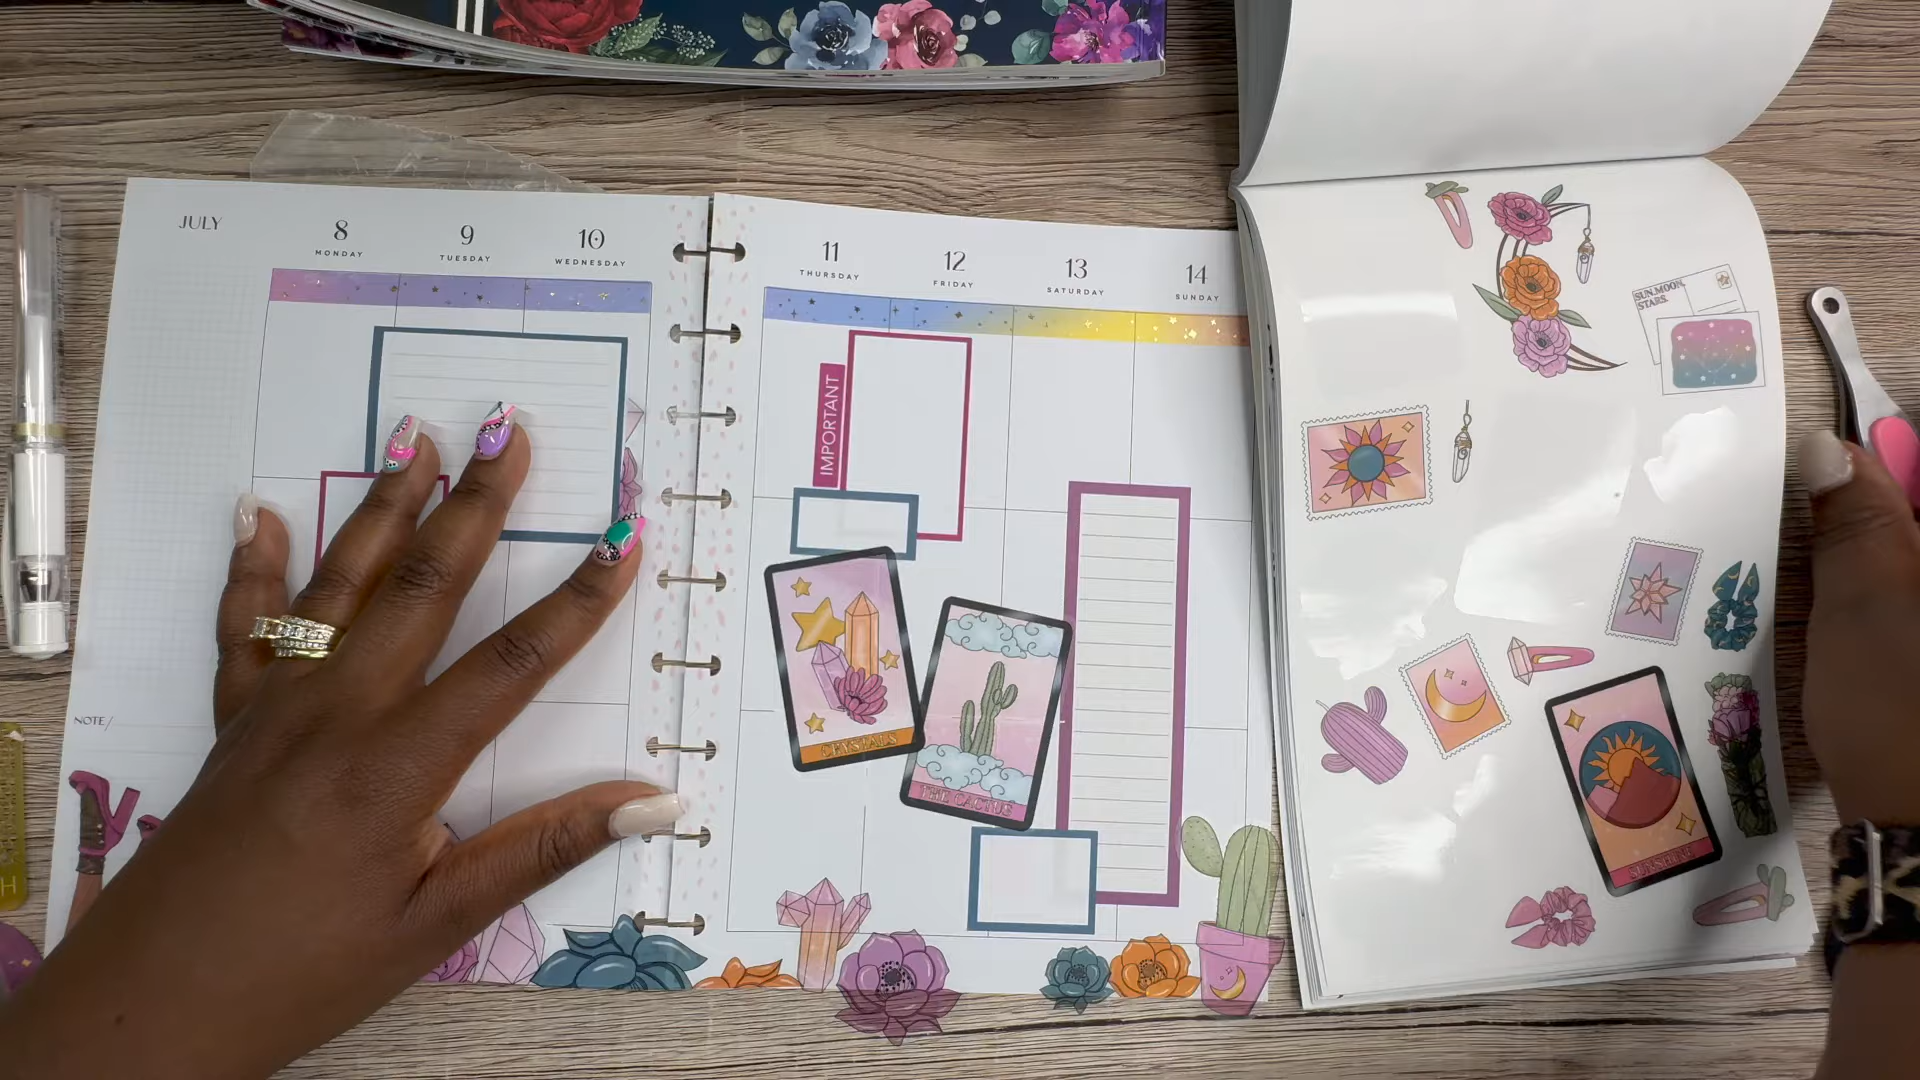 JULY
8
MONDAY
9
TUESDAY
10
WEDNESDAY
11
THURSDAY
12
FRIDAY
13
SATURDAY
14
SUNDAY
IMPORTANT
CRYSTALS
THE CACTUS
NOTE/
SUN.MOON.
STARS.
SUNSHINE
H